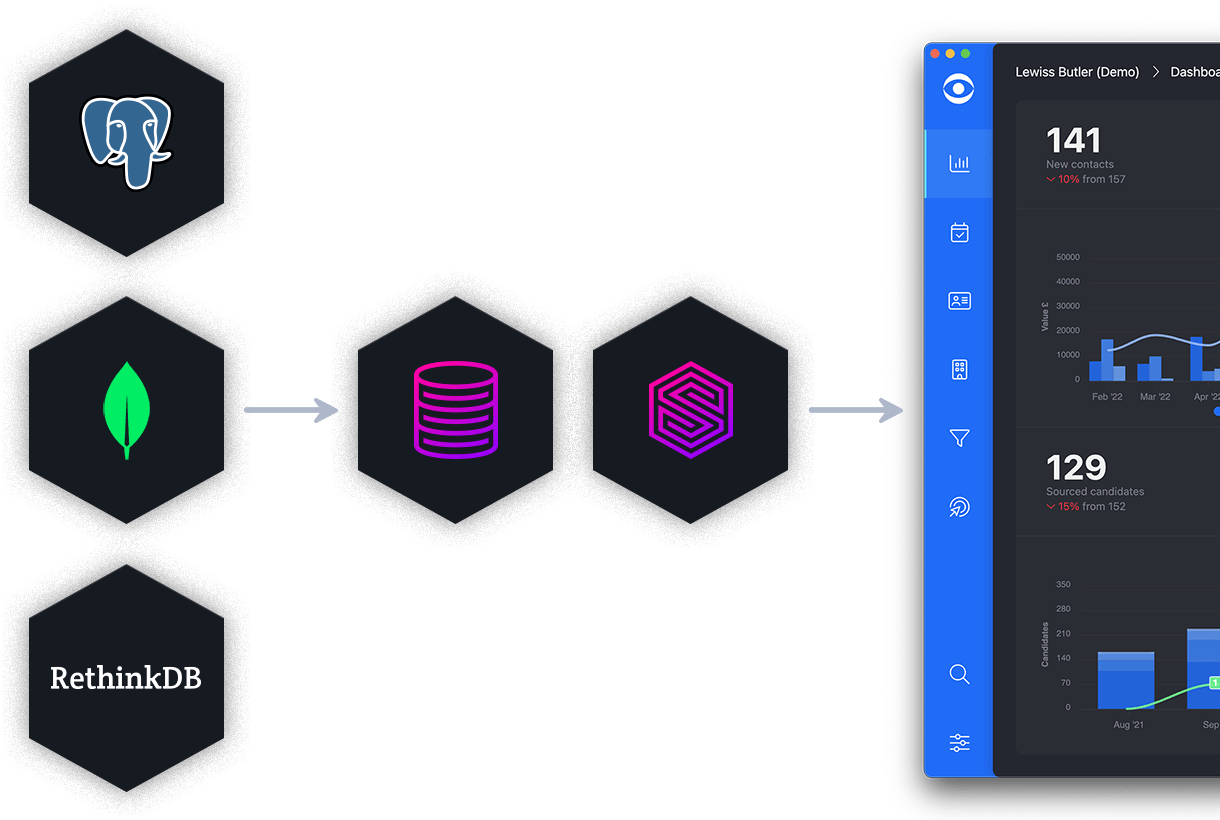 RethinkDB
Lewiss Butler (Demo) > Dashboa
141
New contacts
10% from 157
50000
40000
30000
20000
10000
0
Value £
Feb '22 Mar '22 Apr '2
129
Sourced candidates
15% from 152
350
280
210
140
70
0
Candidates
1
Aug '21 Sep